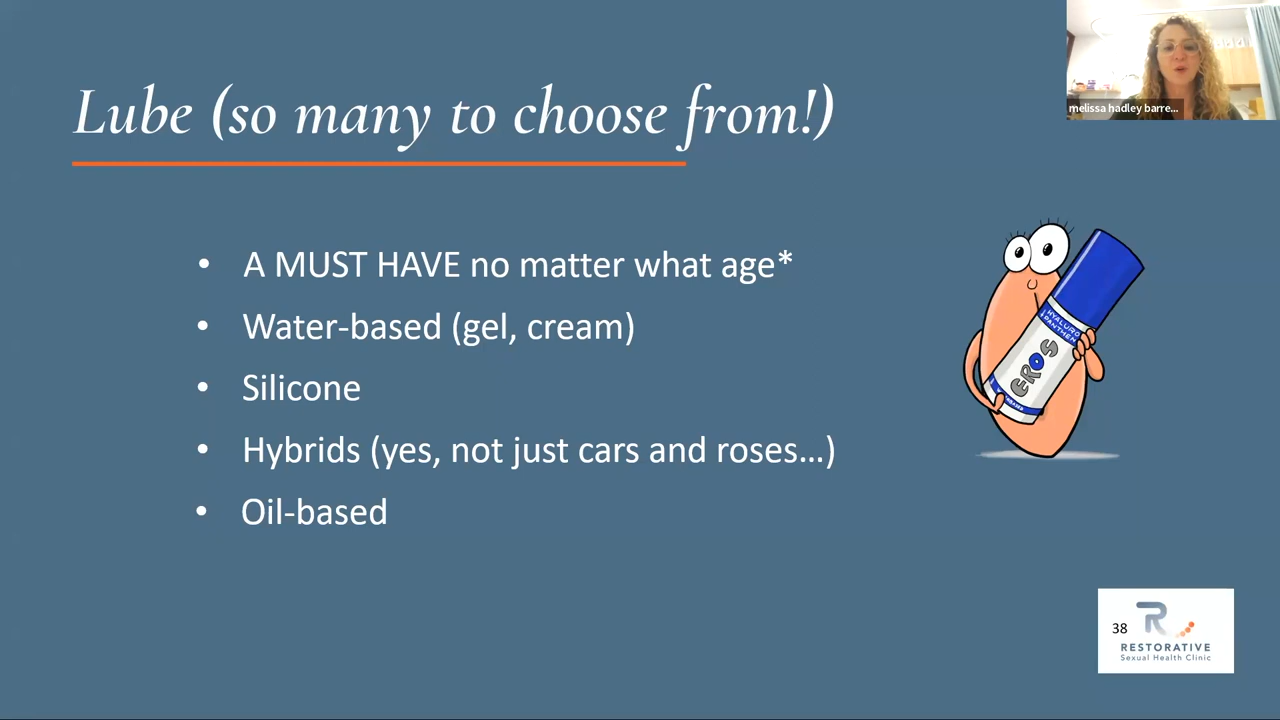 melissa hadley barre...
Lube (so many to choose from!)
• A MUST HAVE no matter what age*
• Water-based (gel, cream)
• Silicone
• Hybrids (yes, not just cars and roses…)
• Oil-based
EROS
38
RESTORATIVE
Sexual Health Clinic